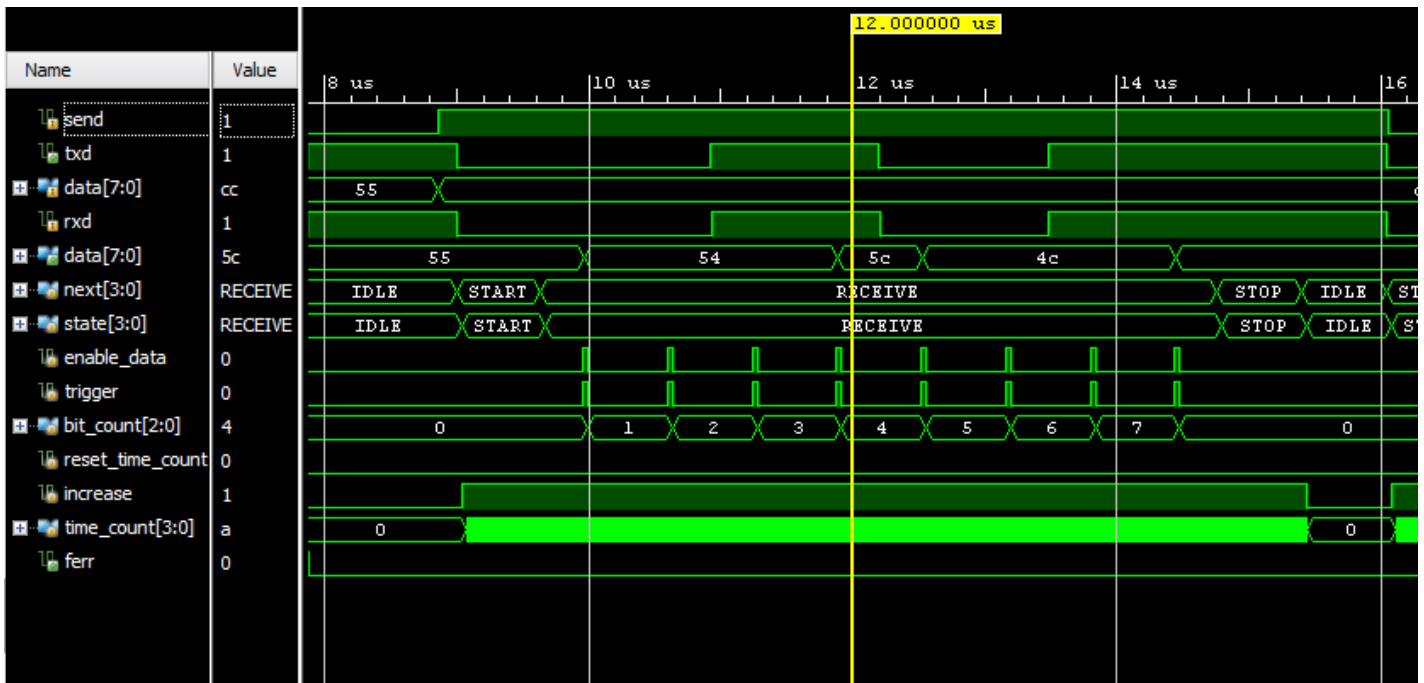 12.000000 us
Name Value
8 us 10 us 12 us 14 us 16
send 1
txd 1
data[7:0] cc 55
rxd 1
data[7:0] 5c 55 54 5c 4c
next[3:0] RECEIVE IDLE START RECEIVE STOP IDLE ST
state[3:0] RECEIVE IDLE START RECEIVE STOP IDLE S
enable_data 0
trigger 0
bit_count[2:0] 4 0 1 2 3 4 5 6 7 0
reset_time_count 0
increase 1
time_count[3:0] a 0 0
ferr 0